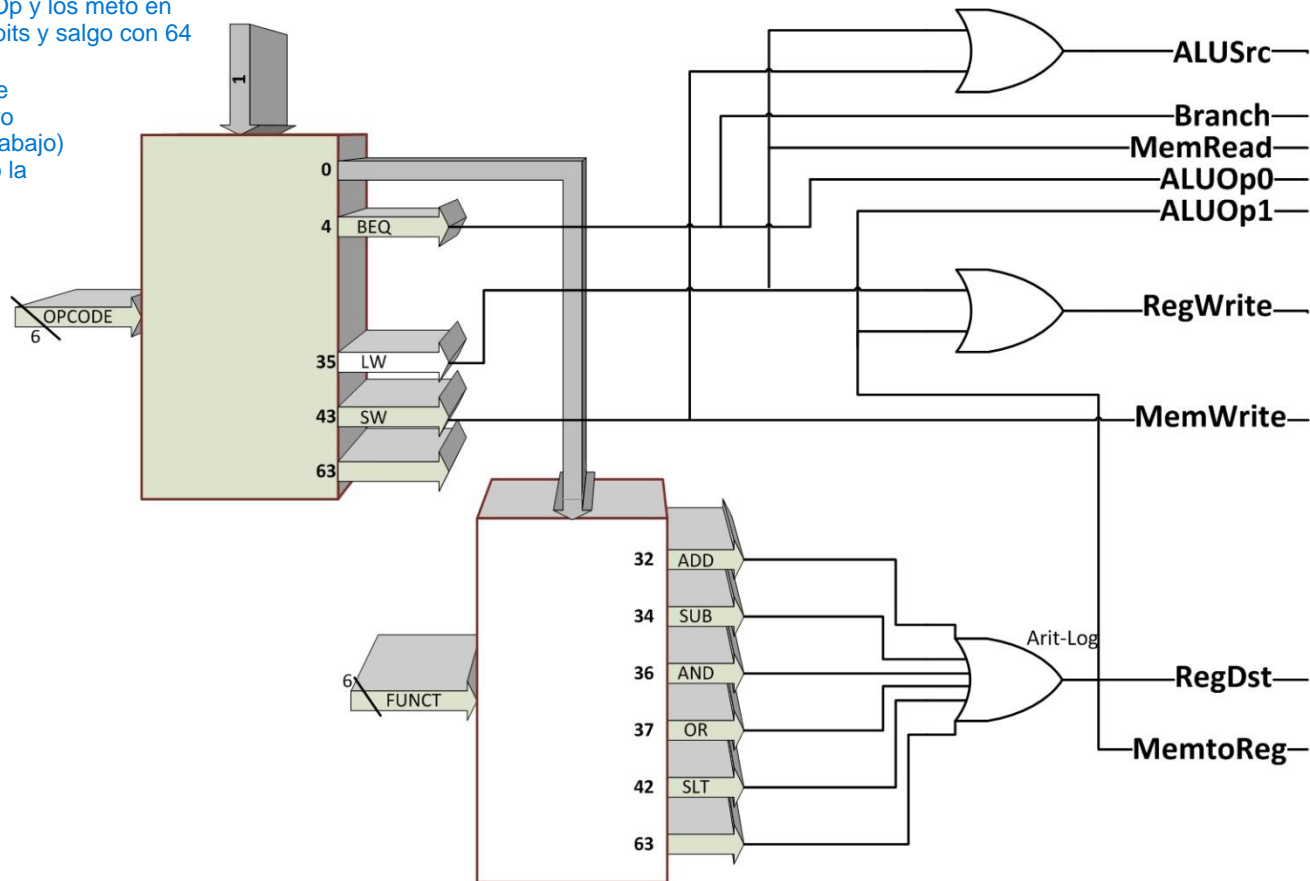 Op y los meto en
bits y salgo con 64
abajo)
la
1
0
4 BEQ
OPCODE
6
35 LW
43 SW
63
ALUSrc
Branch
MemRead
ALUOp0
ALUOp1
RegWrite
MemWrite
32 ADD
34 SUB
36 AND
37 OR
42 SLT
63
6
FUNCT
Arit-Log
RegDst
MemtoReg